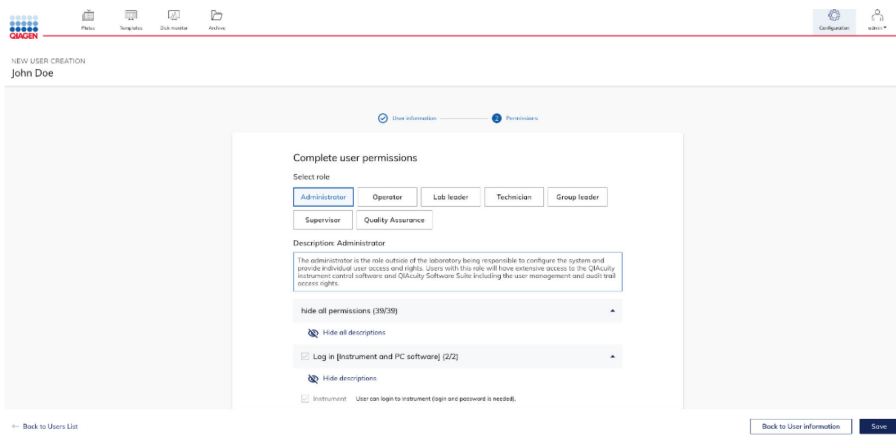 Plates Templates Disk monitor Archive Configuration admin
QIAGEN
NEW USER CREATION
John Doe
User information 2 Permissions
Complete user permissions
Select role
Administrator Operator Lab leader Technician Group leader
Supervisor Quality Assurance
Description: Administrator
The administrator is the role outside of the laboratory being responsible to configure the system and
provide individual user access and rights. Users with this role will have extensive access to the QIAcuity
instrument control software and QIAcuity Software Suite including the user management and audit trail
access rights.
hide all permissions (39/39)
Hide all descriptions
Log in [Instrument and PC software] (2/2)
Hide descriptions
Instrument User can login to instrument (login and password is needed).
← Back to Users List Back to User information Save